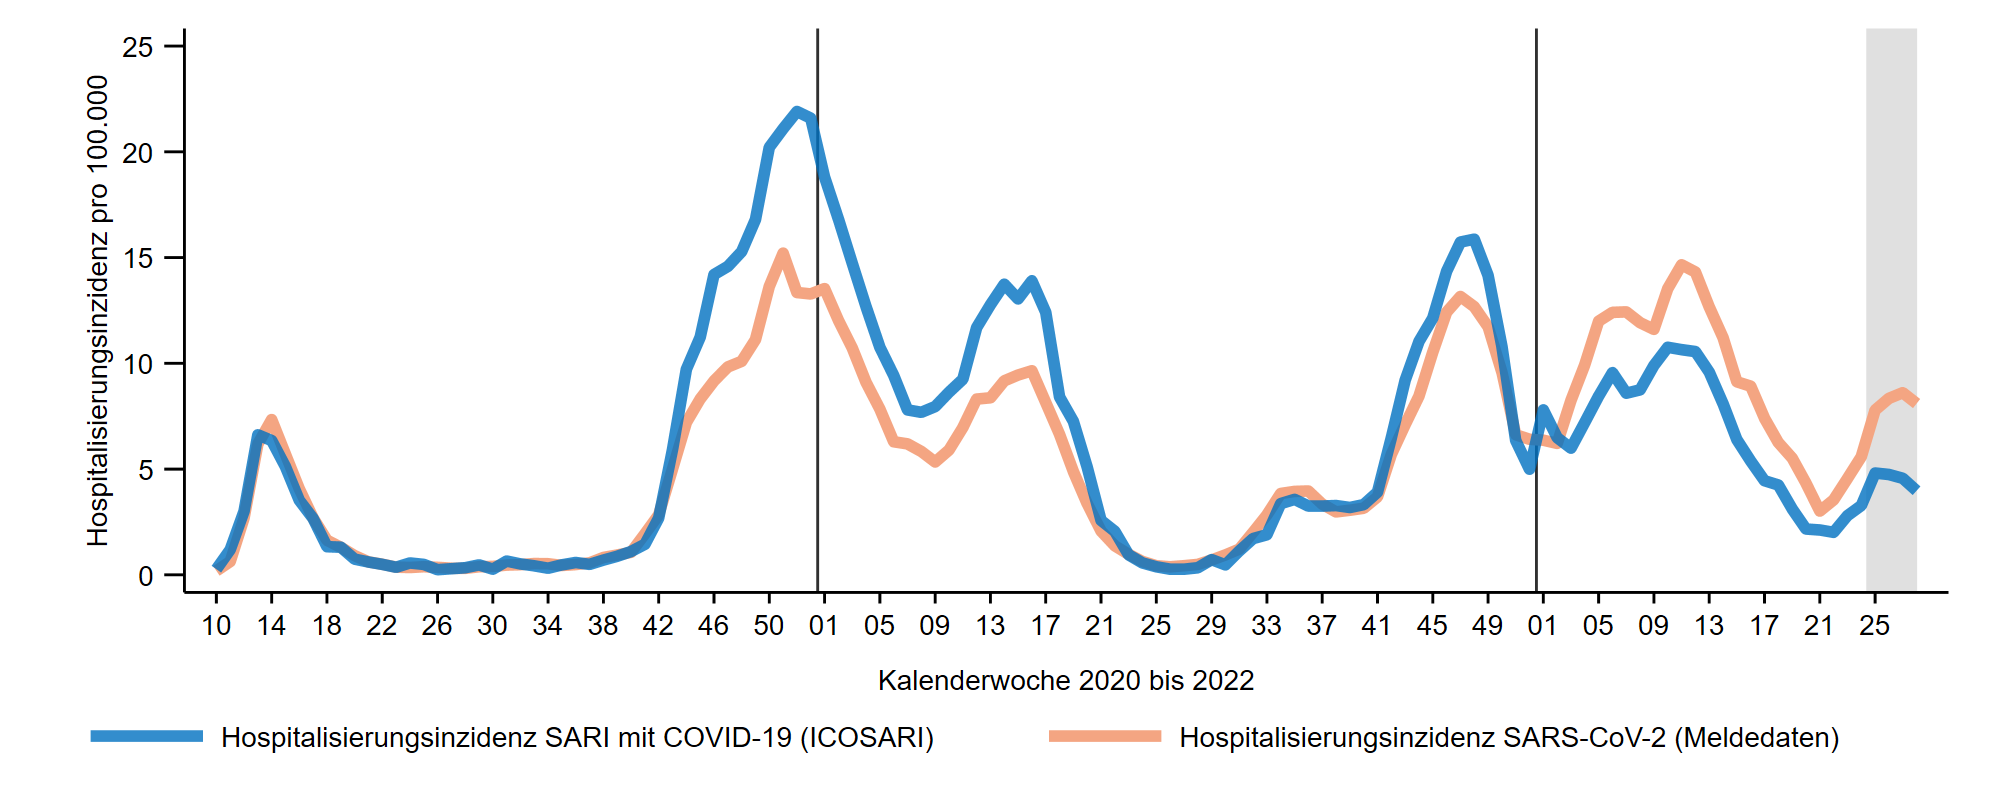 Hospitalisierungsinzidenz pro 100.000
25
20
15
10
5
0
10 14 18 22 26 30 34 38 42 46 50 01 05 09 13 17 21 25 29 33 37 41 45 49 01 05 09 13 17 21 25
Kalenderwoche 2020 bis 2022
Hospitalisierungsinzidenz SARI mit COVID-19 (ICOSARI) Hospitalisierungsinzidenz SARS-CoV-2 (Meldedaten)